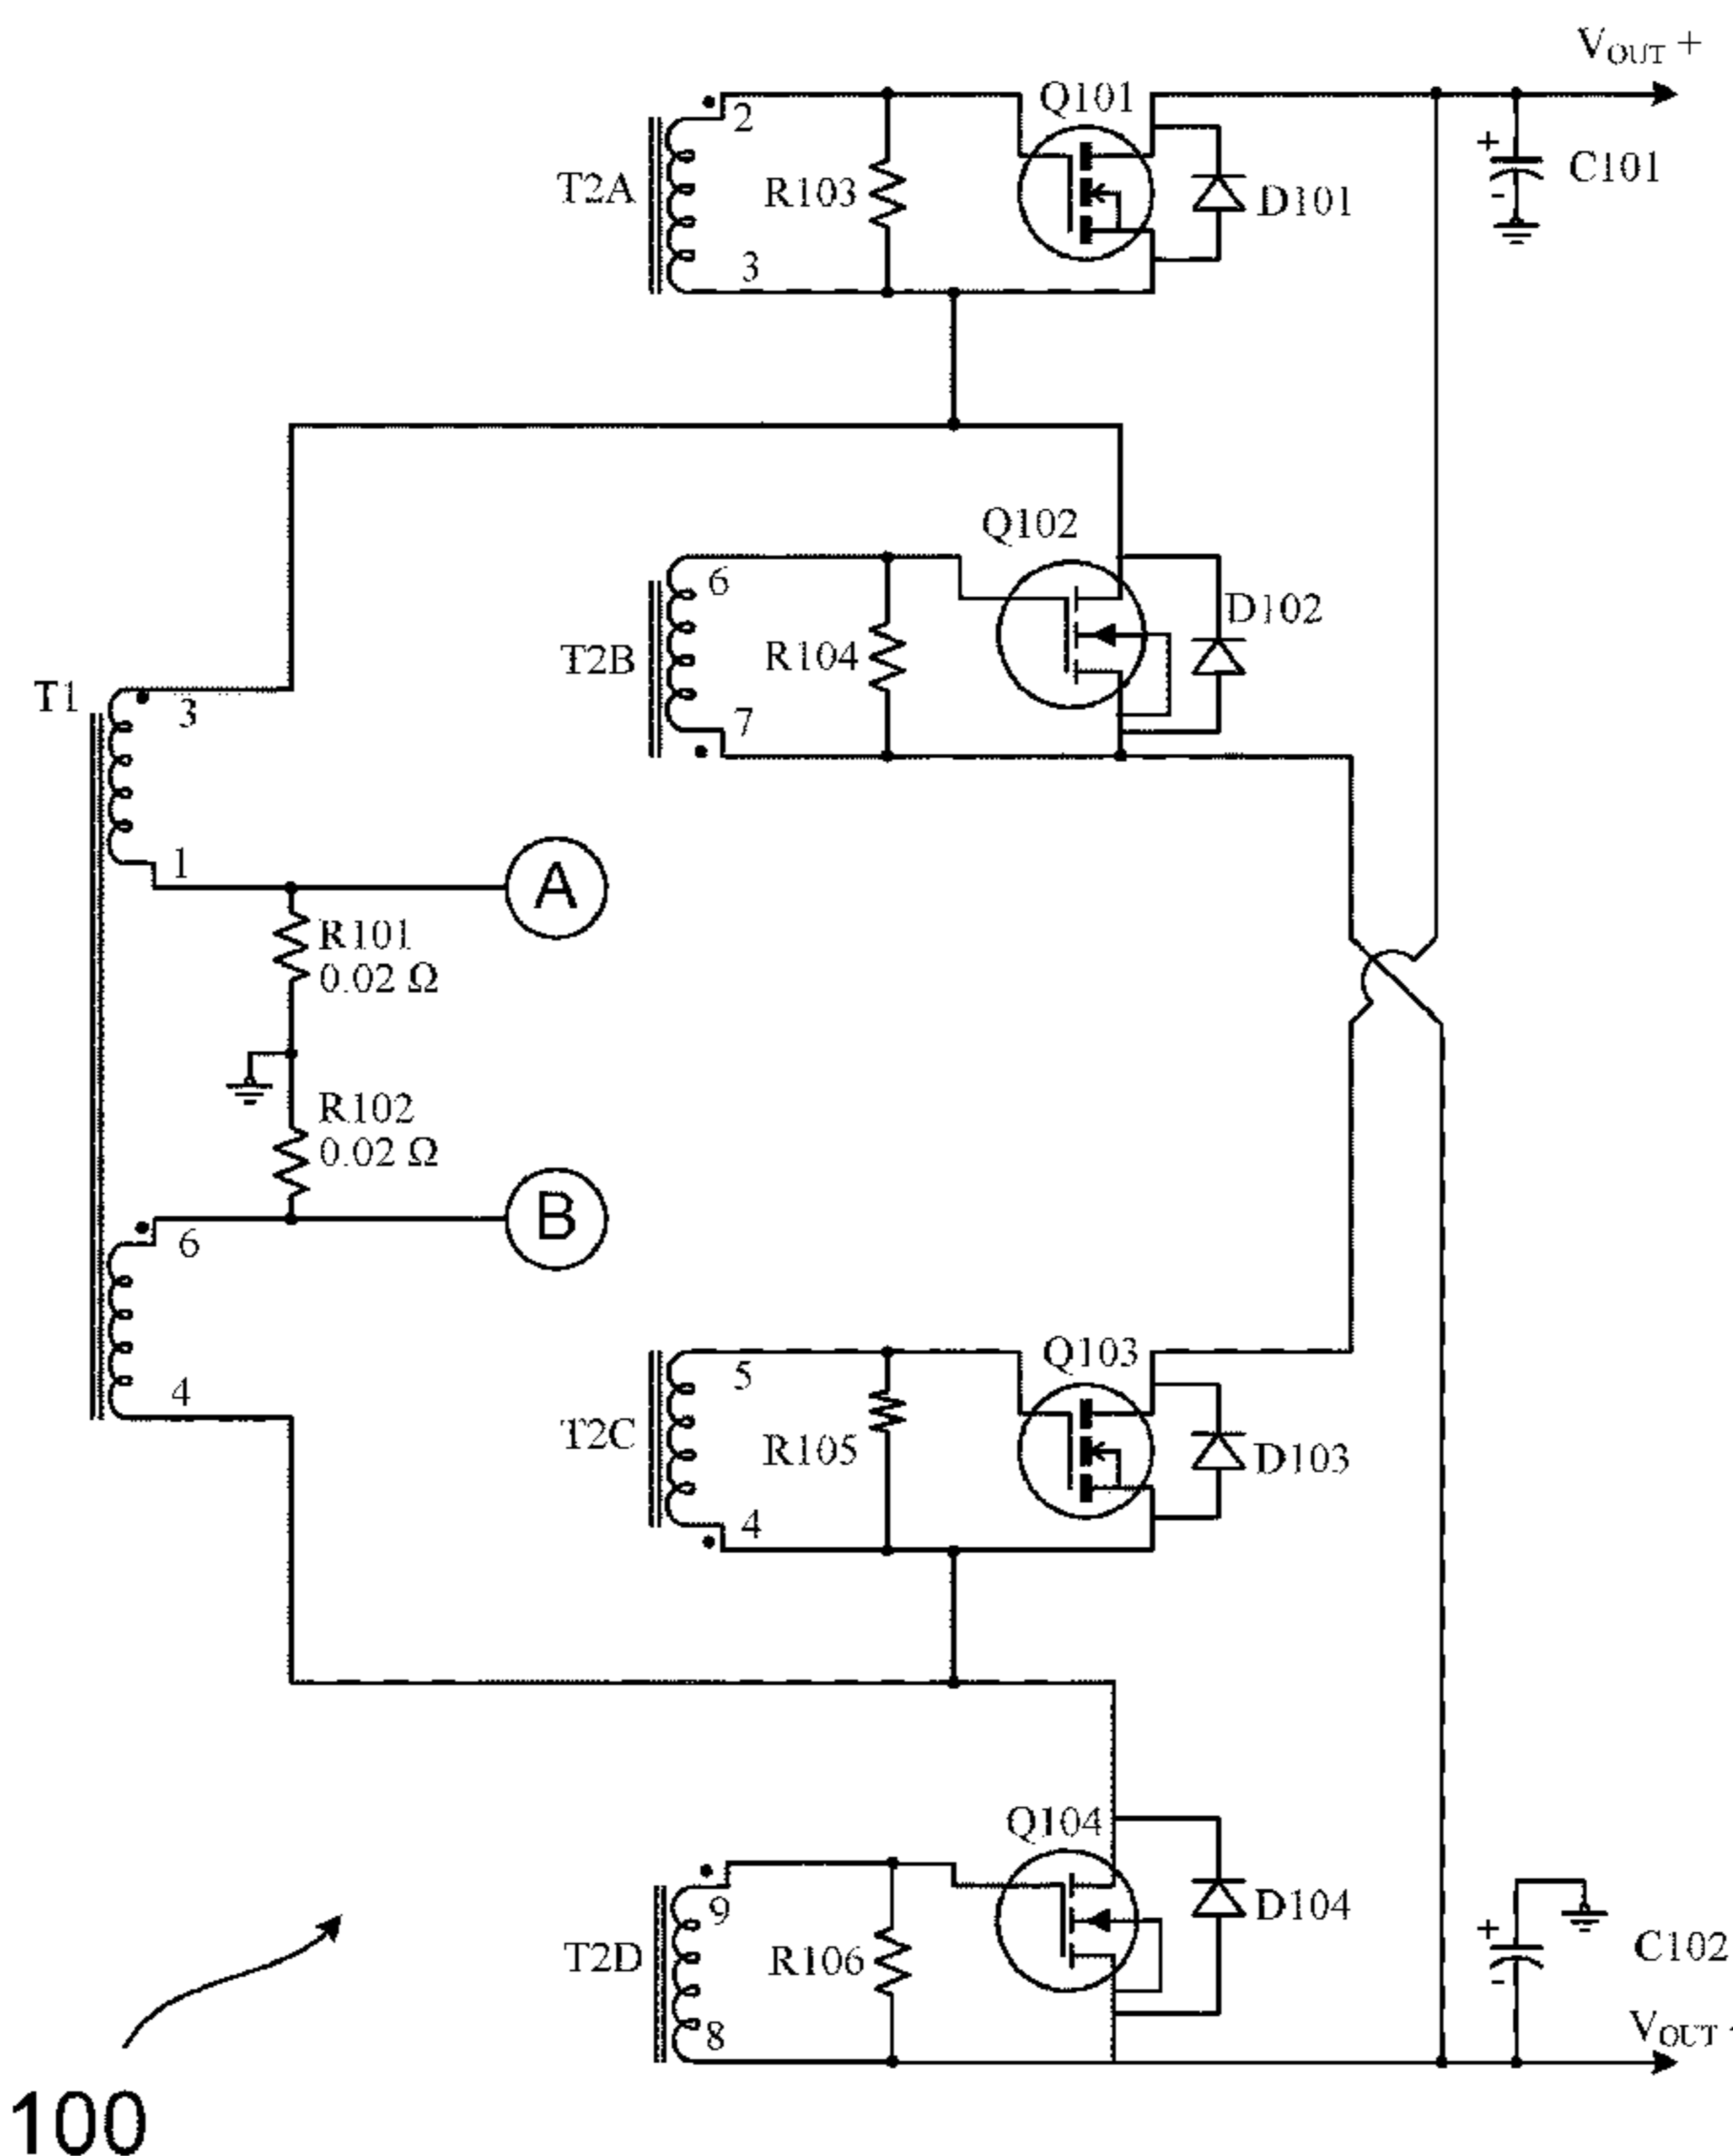 V_OUT +
Q101
2
C101
T2A
R103
D101
3
Q102
6
D102
T2B
R104
T1
3
7
1
A
R101
0.02 Ω
R102
0.02 Ω
6
B
Q103
5
4
T2C
R105
D103
4
Q104
9
D104
T2D
R106
C102
8
V_OUT
100